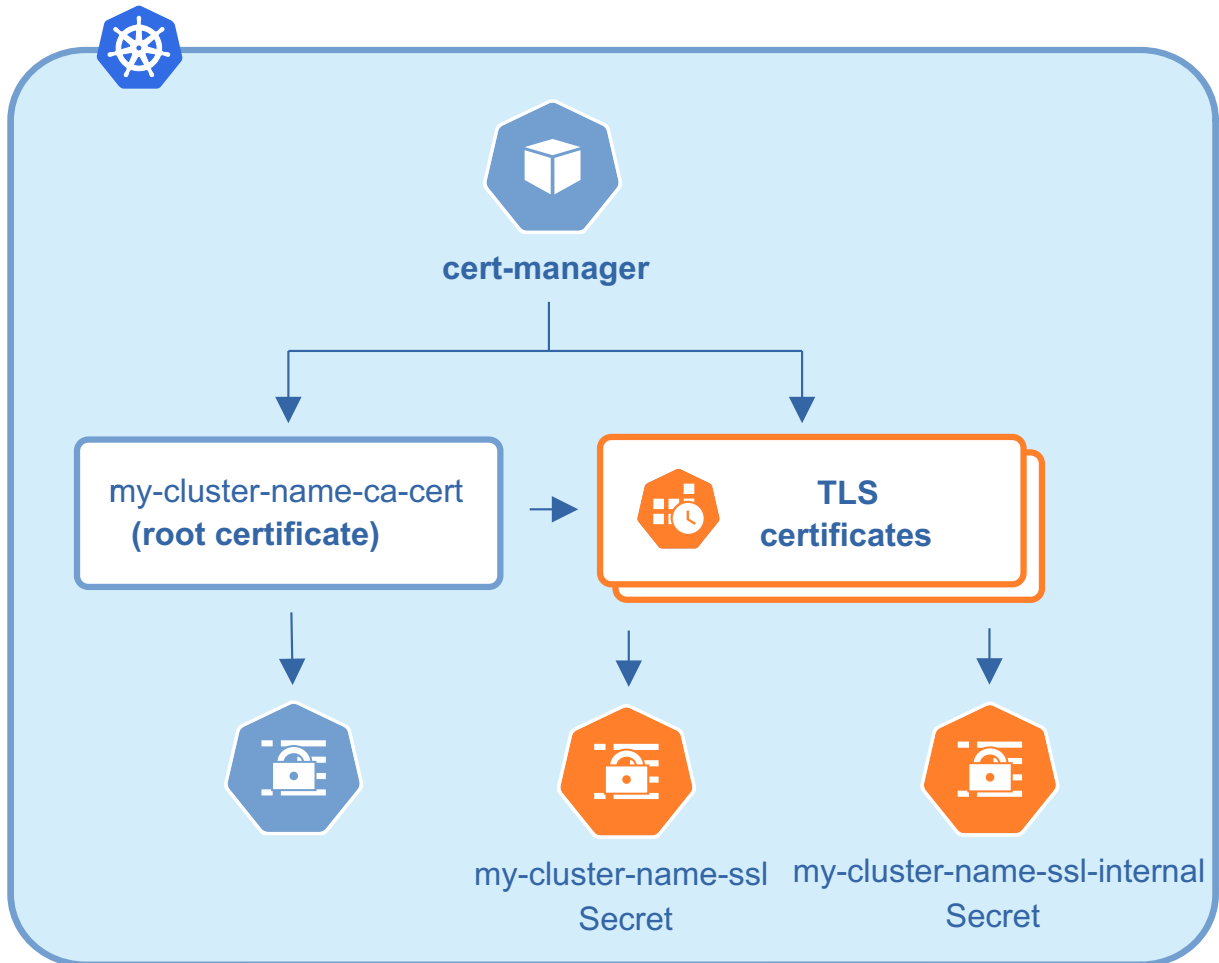 cert-manager
my-cluster-name-ca-cert
(root certificate)
TLS
certificates
my-cluster-name-ssl
Secret
my-cluster-name-ssl-internal
Secret